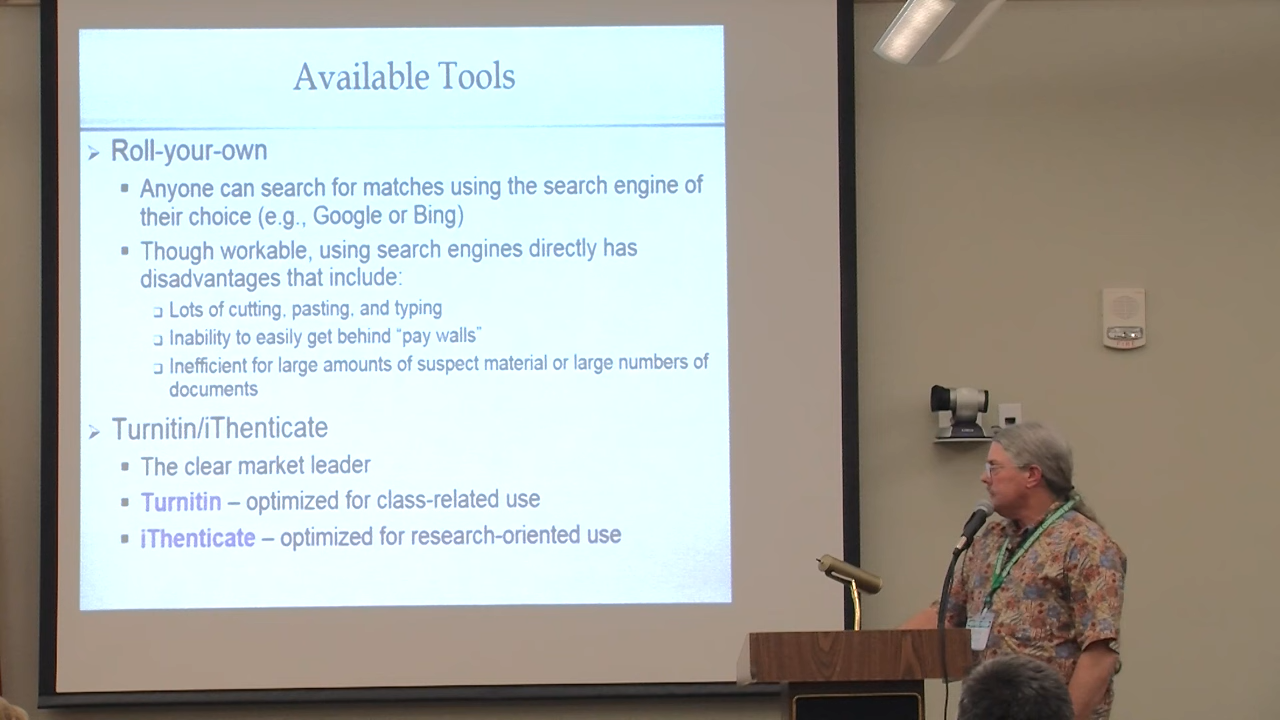 Available Tools
Roll-your-own
Anyone can search for matches using the search engine of
their choice (e.g., Google or Bing)
Though workable, using search engines directly has
disadvantages that include:
Lots of cutting, pasting, and typing
Inability to easily get behind “pay walls”
Inefficient for large amounts of suspect material or large numbers of
documents
Turnitin/iThenticate
The clear market leader
Turnitin – optimized for class-related use
iThenticate – optimized for research-oriented use
FIRE